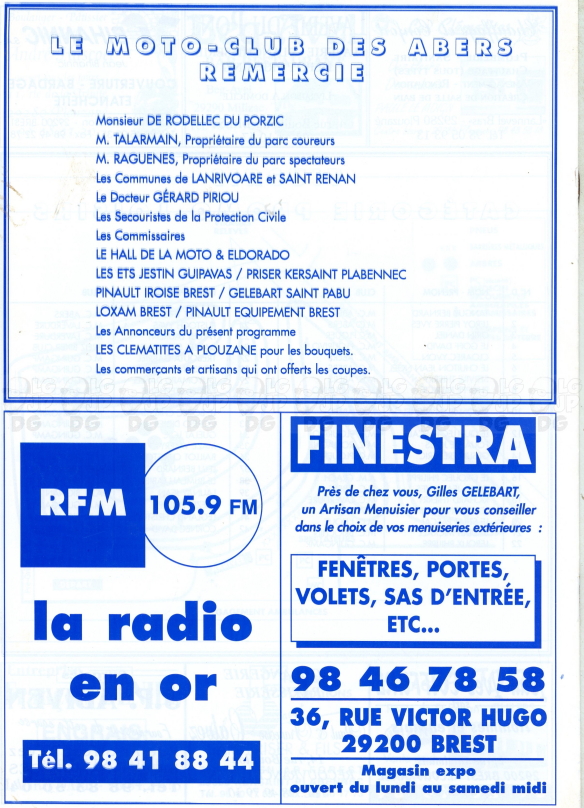 LE MOTO-CLUB DES ABERS
REMERCIE
Monsieur DE RODELLEC DU PORZIC
M. TALARMAIN, Propriétaire du parc coureurs
M. RAGUENES, Propriétaire du parc spectateurs
Les Communes de LANRIVOARE et SAINT RENAN
Le Docteur GÉRARD PIRIOU
Les Secouristes de la Protection Civile
Les Commissaires
LE HALL DE LA MOTO & ELDORADO
LES ETS JESTIN GUIPAVAS / PRISER KERSAINT PLABENNEC
PINAULT IROISE BREST / GELEBART SAINT PABU
LOXAM BREST / PINAULT EQUIPEMENT BREST
Les Annonceurs du présent programme
LES CLEMATITES A PLOUZANE pour les bouquets.
Les commerçants et artisans qui ont offerts les coupes.
RFM 105.9 FM
la radio
en or
Tél. 98 41 88 44
FINESTRA
Près de chez vous, Gilles GELEBART,
un Artisan Menuisier pour vous conseiller
dans le choix de vos menuiseries extérieures :
FENÊTRES, PORTES,
VOLETS, SAS D'ENTRÉE,
ETC...
98 46 78 58
36, RUE VICTOR HUGO
29200 BREST
Magasin expo
ouvert du lundi au samedi midi